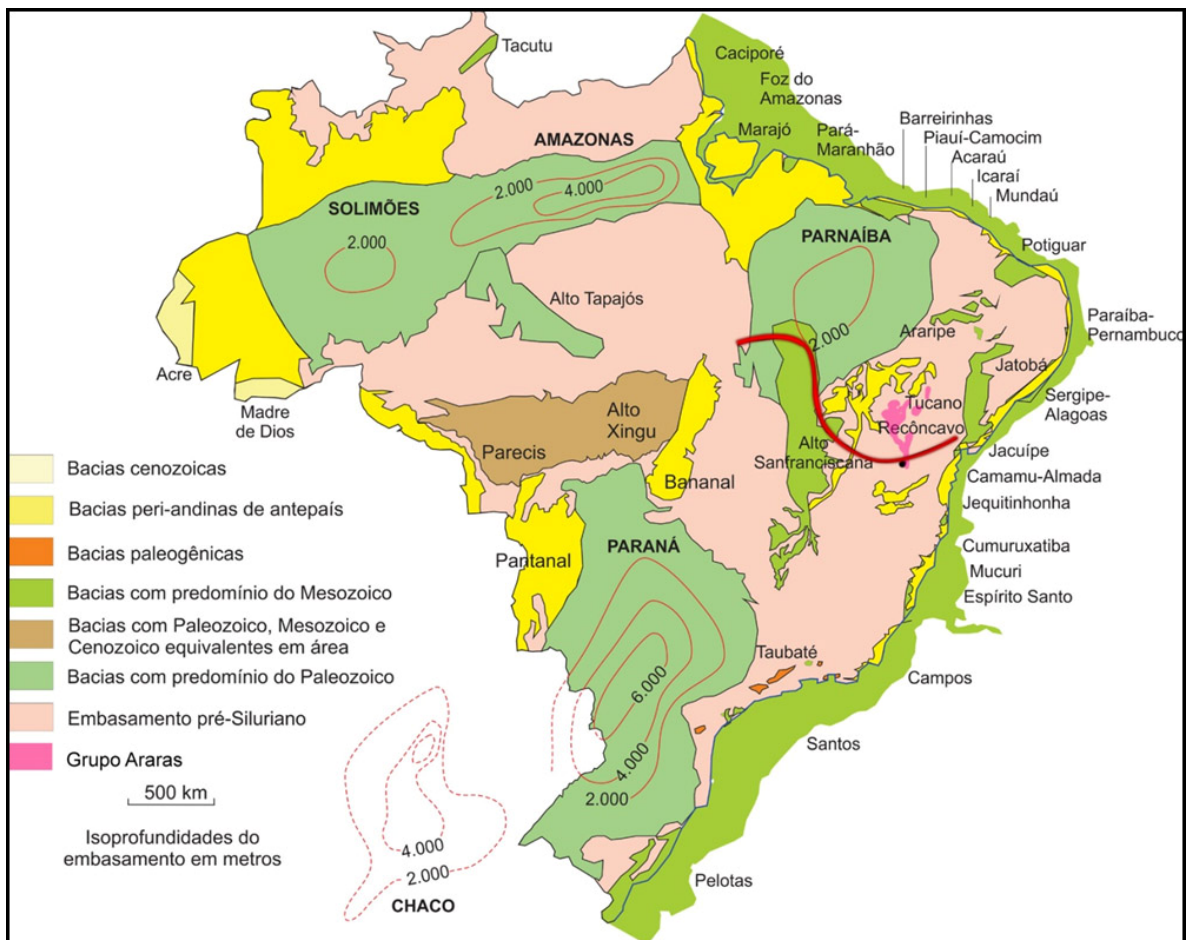 Tacutu
Caciporé
Foz do
Amazonas
Barreirinhas
AMAZONAS
Marajó
Pará-
Maranhão
Piauí-Camocim
Acaraú
Icaraí
Mundaú
2.000
4.000
SOLIMÕES
2.000
PARNAÍBA
Potiguar
Alto Tapajós
2.000
Araripe
Paraíba-
Pernambuco
Acre
Jatobá
Madre
de Dios
Alto
Xingu
Tucano
Recôncavo
Sergipe-
Alagoas
Parecis
Alto
Sanfranciscana
Jacuípe
Bananal
Camamu-Almada
Jequitinhonha
Pantanal
PARANÁ
Cumuruxatiba
Mucuri
Espírito Santo
Taubaté
6.000
Campos
Santos
4.000
2.000
Pelotas
4.000
2.000
CHACO
Bacias cenozoicas
Bacias peri-andinas de antepaís
Bacias paleogênicas
Bacias com predomínio do Mesozoico
Bacias com Paleozoico, Mesozoico e
Cenozoico equivalentes em área
Bacias com predomínio do Paleozoico
Embasamento pré-Siluriano
Grupo Araras
500 km
Isoprofundidades do
embasamento em metros